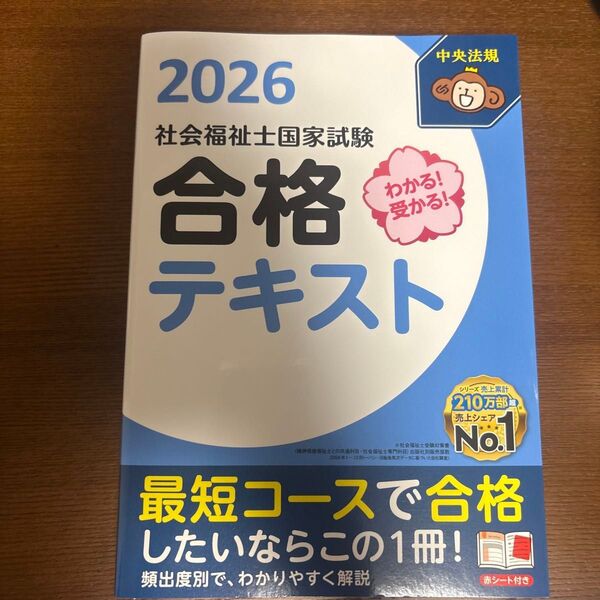 2026
中央法規
社会福祉士国家試験
わかる!
受かる!
合格
テキスト
シリーズ売上累計
210万部超
売上シェア
No.1
最短コースで合格
したいならこの1冊!
頻出度別で、わかりやすく解説
赤シート付き